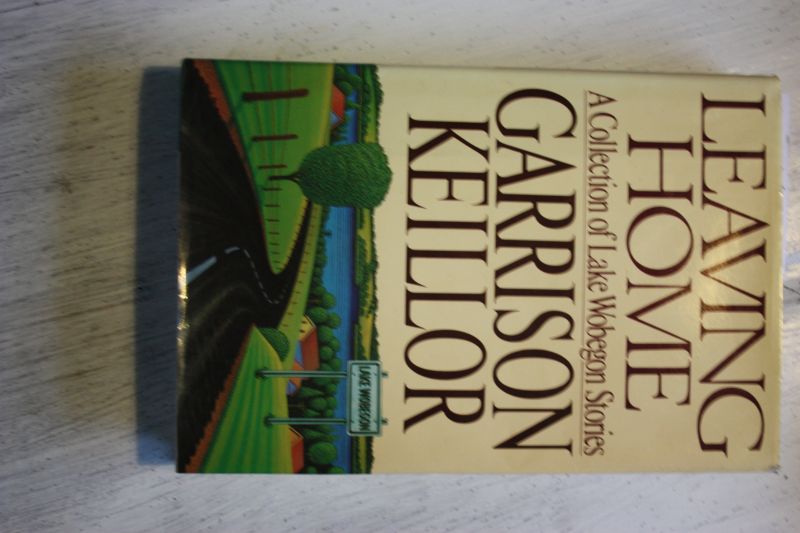 LEAVING
HOME
A Collection of Lake Wobegon Stories
GARRISON
KEILLOR
LAKE WOBEGON